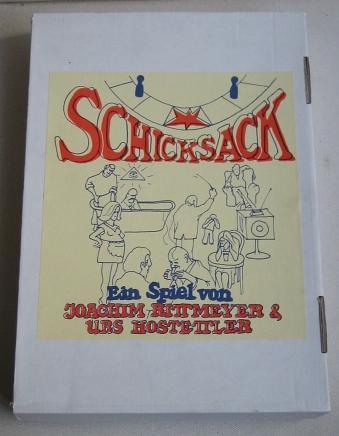 SCHICKSACK
Ein Spiel von
JOACHIM RITTMEYER &
URS HOSTETTLER